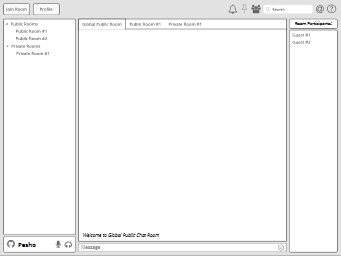 Join Room Profile Search
Public Rooms
Public Room #1
Public Room #2
Private Rooms
Private Room #1
Global Public Room Public Room #1 Private Room #1
Welcome to Global Public Chat Room
Message
Room Participants:
Guest #1
Guest #2
Pesho